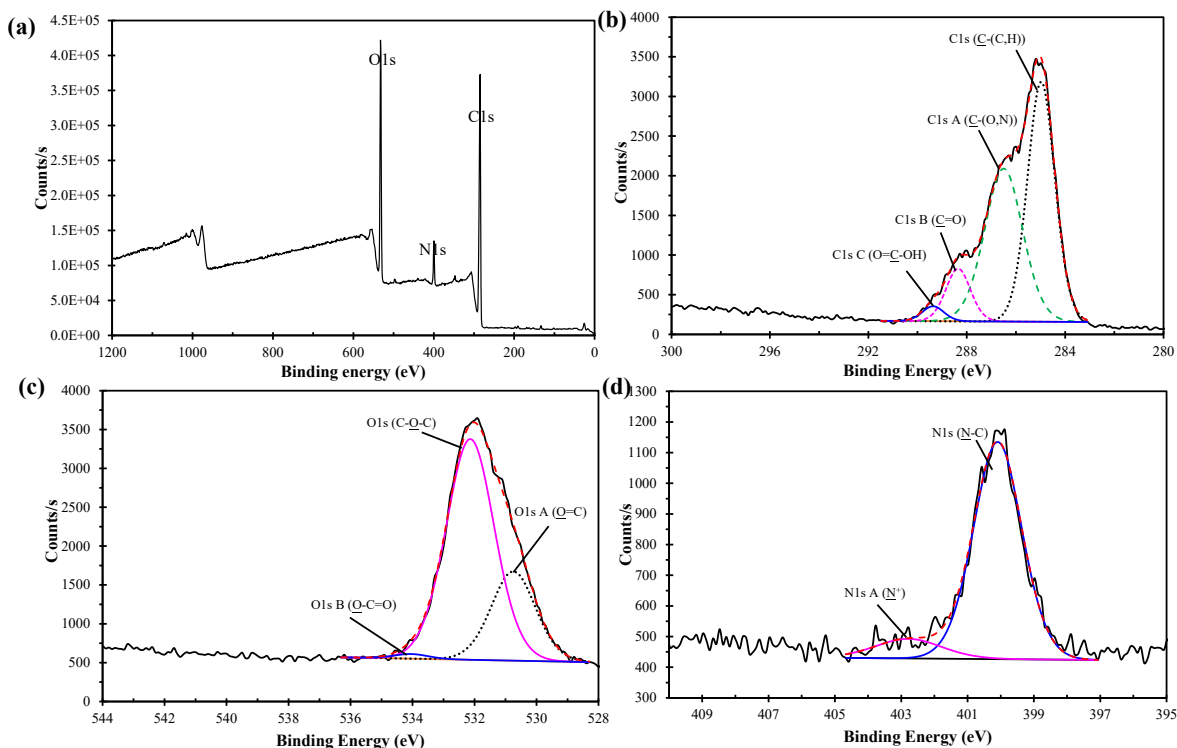 (a)
4.5E+05
4.0E+05
3.5E+05
3.0E+05
2.5E+05
2.0E+05
1.5E+05
1.0E+05
5.0E+04
0.0E+00
Counts/s
O1s
C1s
N1s
1200 1000 800 600 400 200 0
Binding energy (eV)
(b)
4000
3500
3000
2500
2000
1500
1000
500
0
Counts/s
C1s (C-(C,H))
C1s A (C-(O,N))
C1s B (C=O)
C1s C (O=C-OH)
300 296 292 288 284 280
Binding Energy (eV)
(c)
4000
3500
3000
2500
2000
1500
1000
500
0
Counts/s
O1s (C-O-C)
O1s A (O=C)
O1s B (O-C=O)
544 542 540 538 536 534 532 530 528
Binding Energy (eV)
(d)
1300
1200
1100
1000
900
800
700
600
500
400
300
Counts/s
N1s (N-C)
N1s A (N⁺)
409 407 405 403 401 399 397 395
Binding Energy (eV)